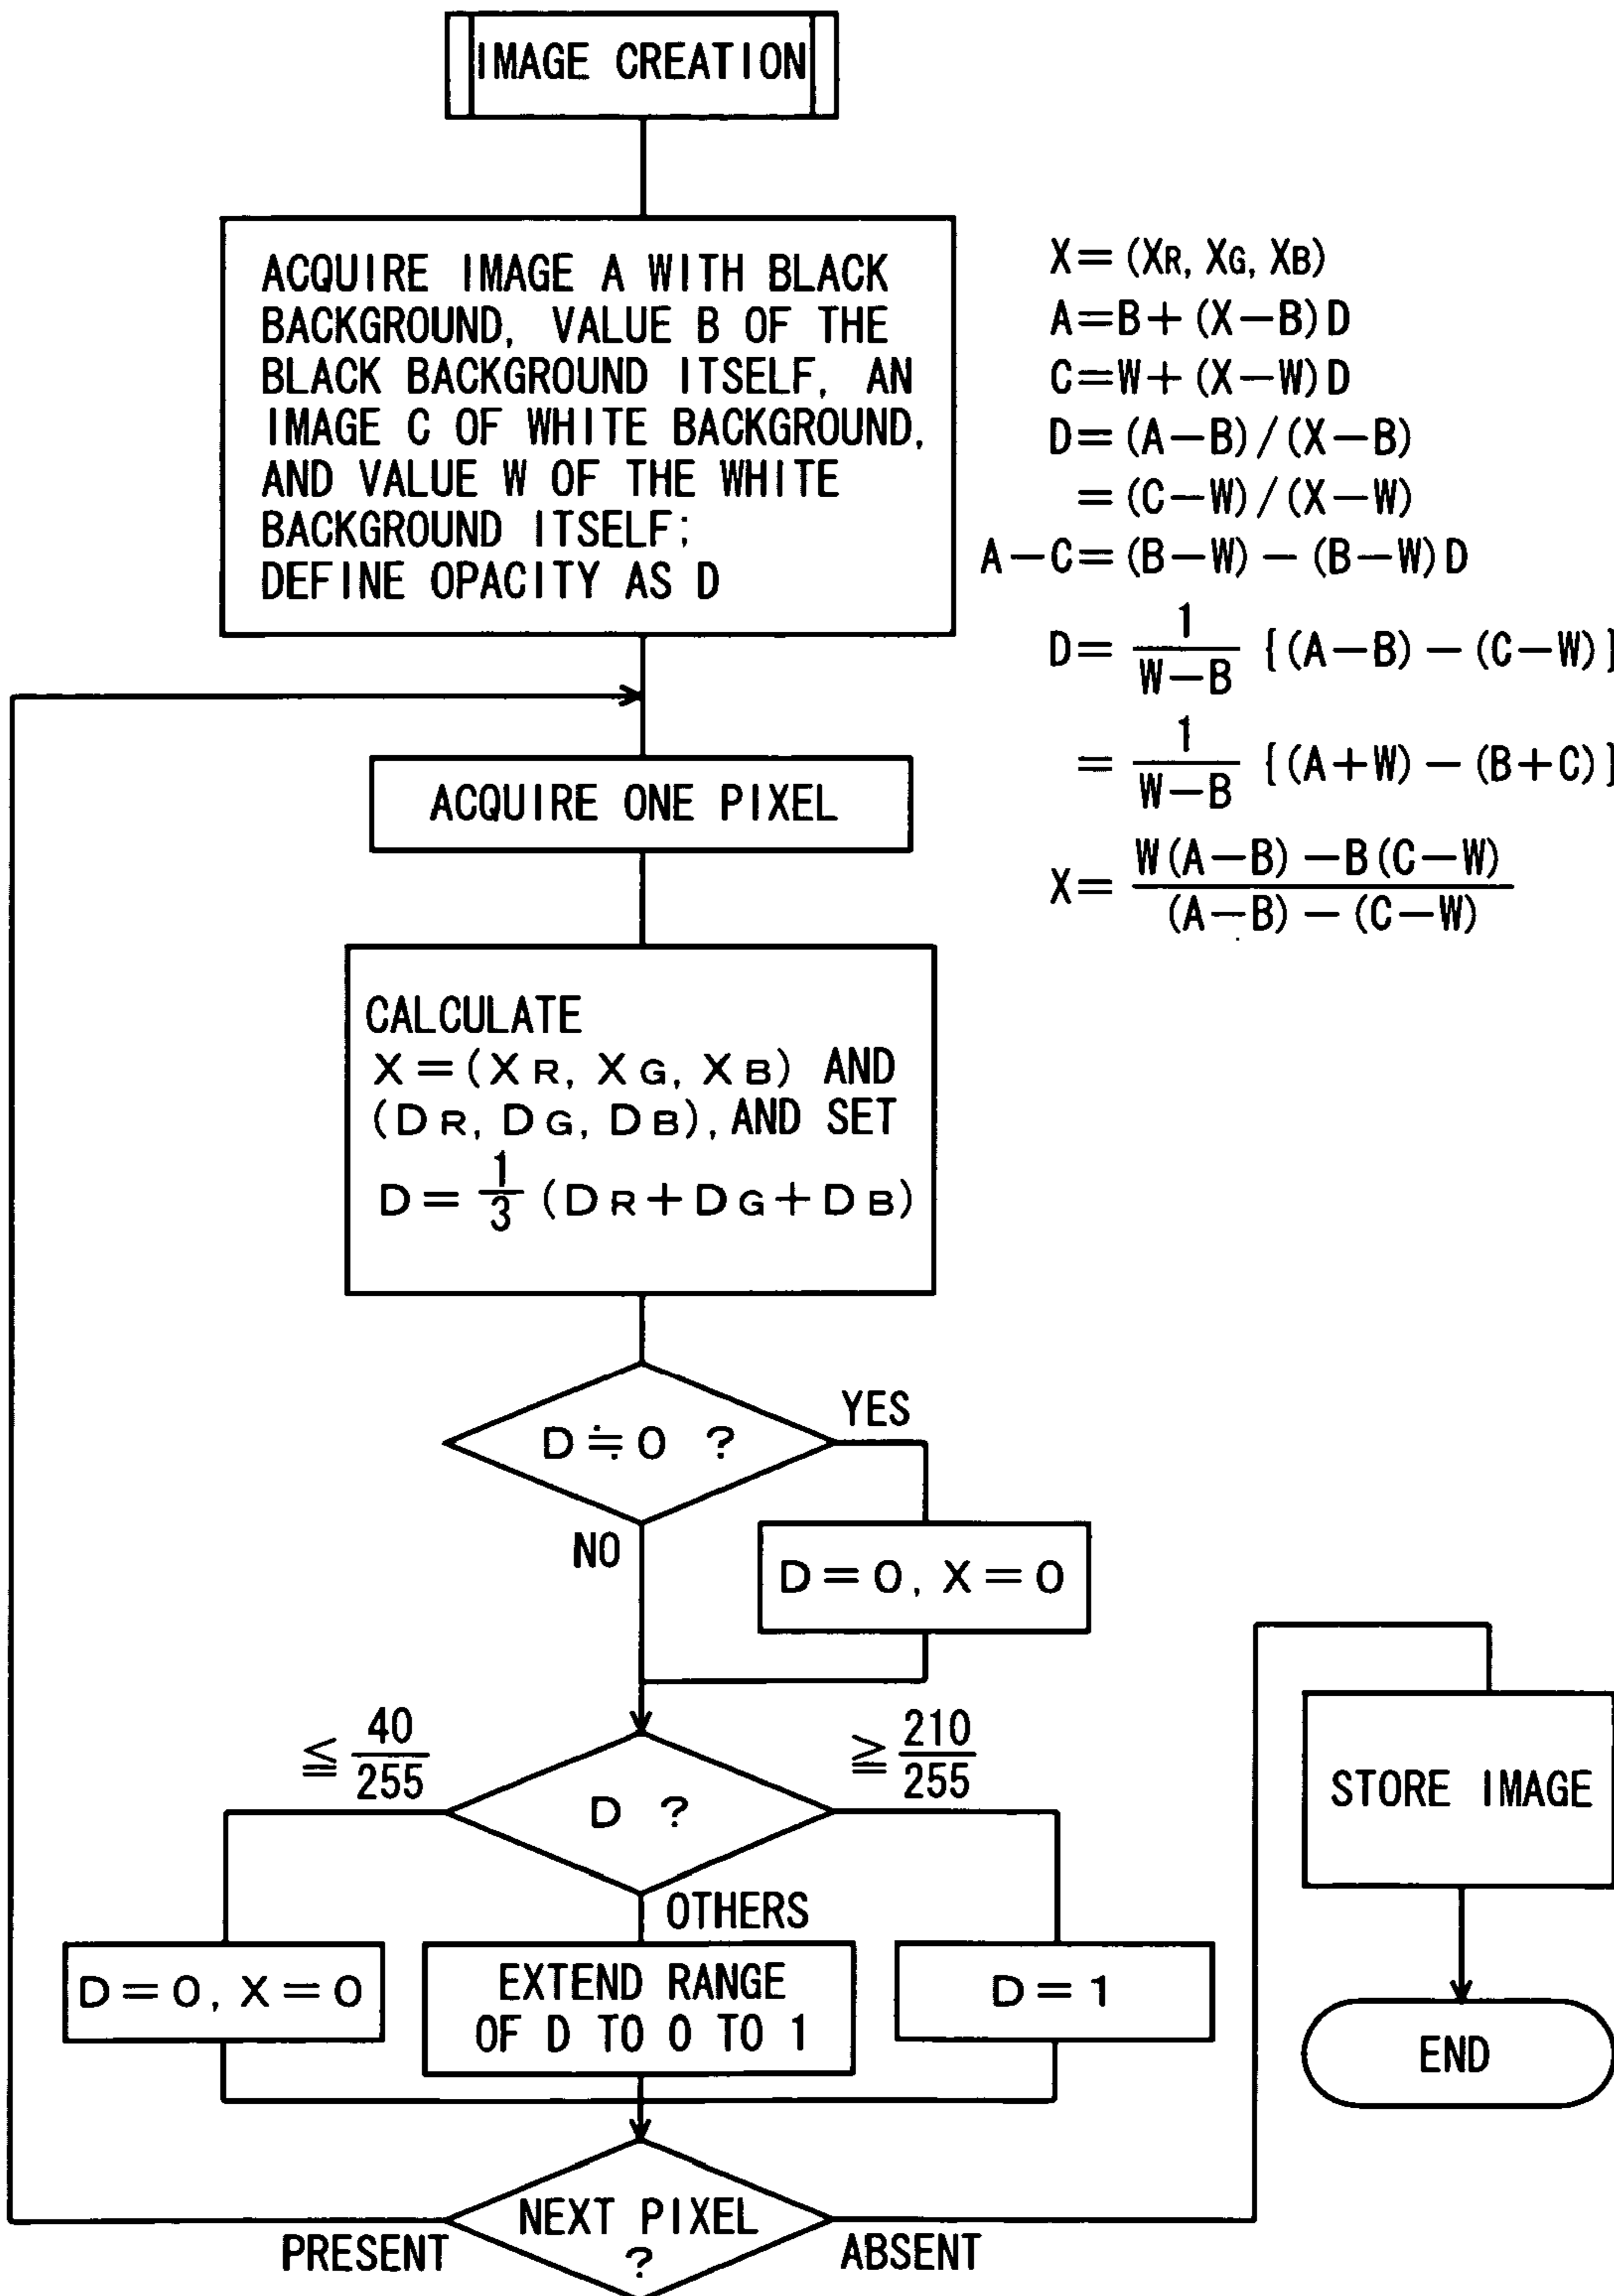 IMAGE CREATION
ACQUIRE IMAGE A WITH BLACK
BACKGROUND, VALUE B OF THE
BLACK BACKGROUND ITSELF, AN
IMAGE C OF WHITE BACKGROUND,
AND VALUE W OF THE WHITE
BACKGROUND ITSELF;
DEFINE OPACITY AS D
X=(XR, XG, XB)
A=B+(X−B)D
C=W+(X−W)D
D=(A−B)/(X−B)
=(C−W)/(X−W)
A−C=(B−W)−(B−W)D
D= 1/(W−B) {(A−B)−(C−W)}
= 1/(W−B) {(A+W)−(B+C)}
X= (W(A−B)−B(C−W))/((A−B)−(C−W))
ACQUIRE ONE PIXEL
CALCULATE
X=(XR, XG, XB) AND
(DR, DG, DB), AND SET
D= 1/3 (DR+DG+DB)
D≒0 ?
YES
NO
D=0, X=0
≦ 40/255
≧ 210/255
D ?
OTHERS
D=0, X=0
EXTEND RANGE
OF D TO 0 TO 1
D=1
NEXT PIXEL
?
PRESENT
ABSENT
STORE IMAGE
END